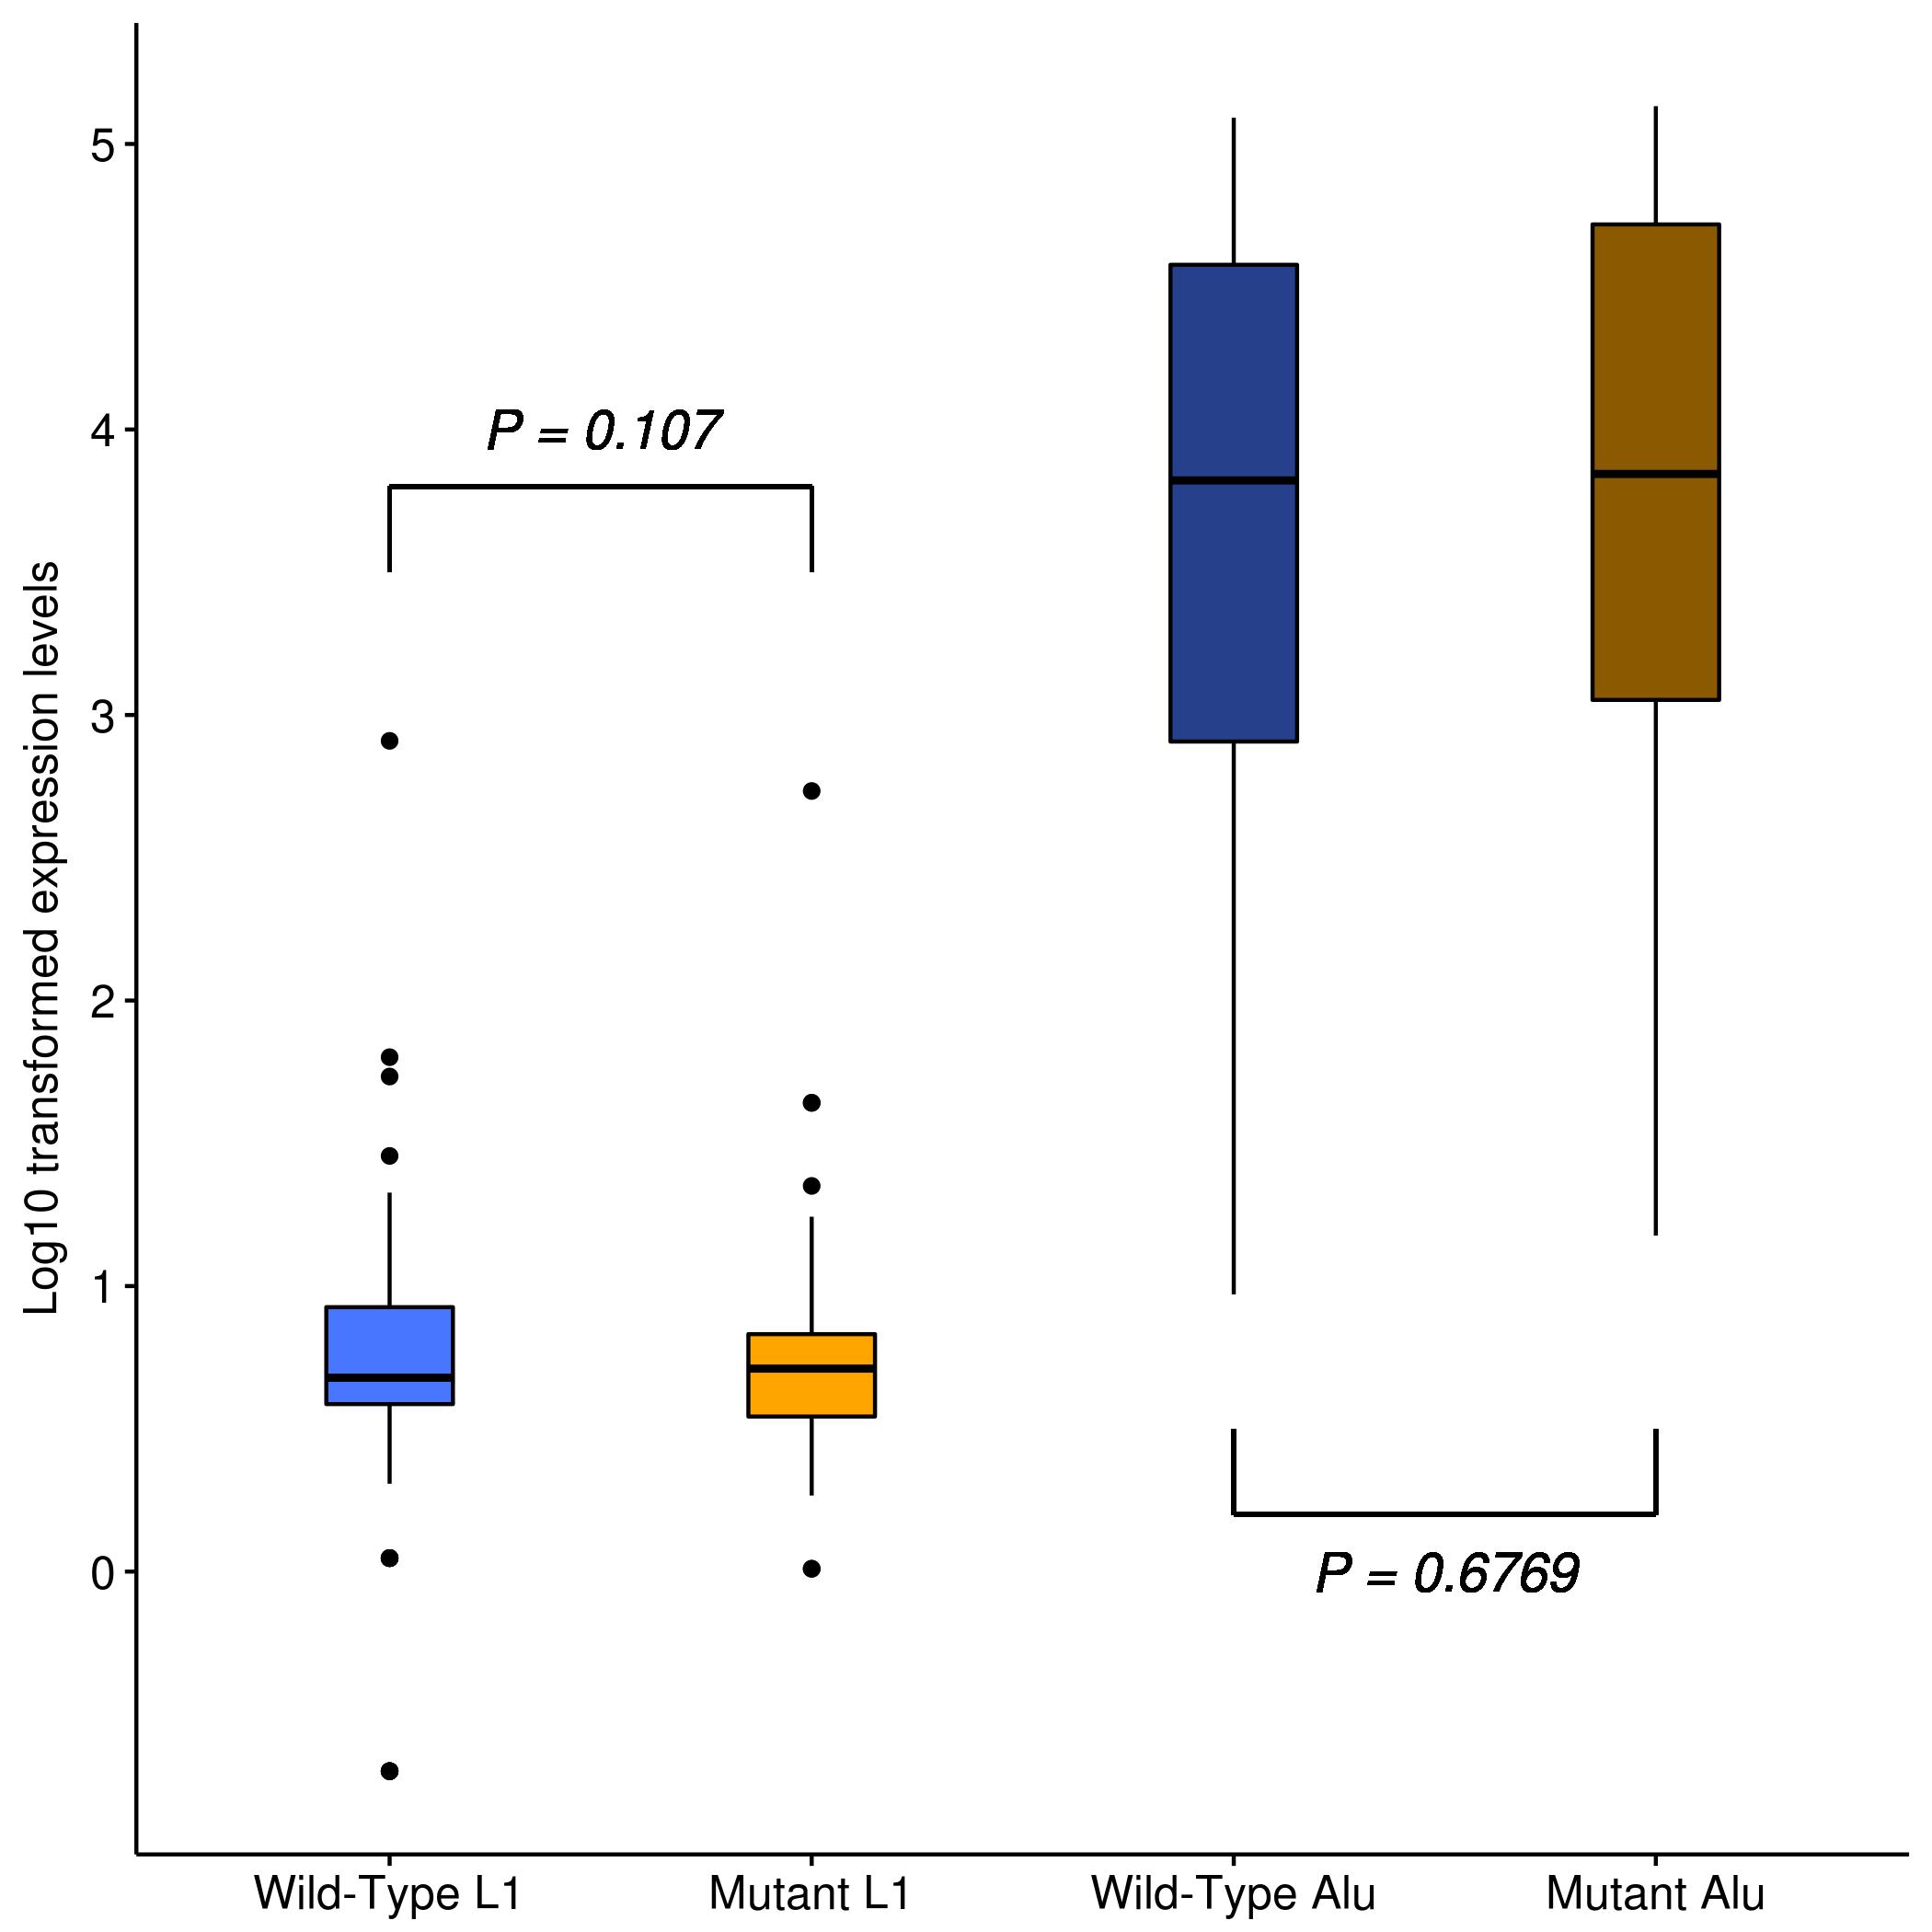 Log10 transformed expression levels
5
4
3
2
1
0
P = 0.107
P = 0.6769
Wild-Type L1
Mutant L1
Wild-Type Alu
Mutant Alu